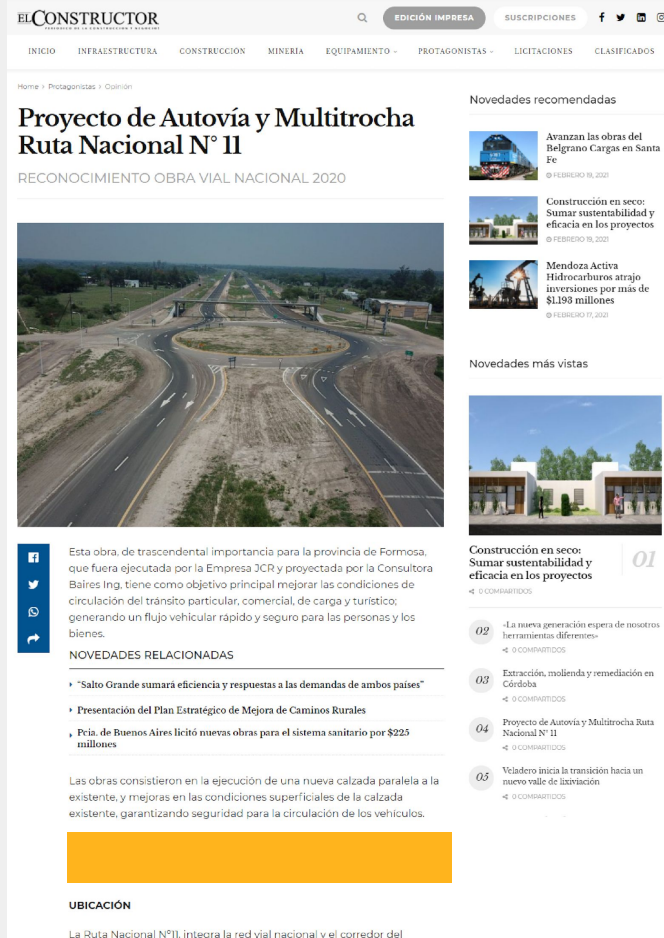 EL CONSTRUCTOR
EDICIÓN IMPRESA
SUSCRIPCIONES
INICIO INFRAESTRUCTURA CONSTRUCCIÓN MINERIA EQUIPAMIENTO PROTAGONISTAS LICITACIONES CLASIFICADOS
Home Protagonistas Opinión
Proyecto de Autovía y Multitrocha
Ruta Nacional N° 11
RECONOCIMIENTO OBRA VIAL NACIONAL 2020
Esta obra, de trascendental importancia para la provincia de Formosa,
que fuera ejecutada por la Empresa JCR y proyectada por la Consultora
Baires Ing, tiene como objetivo principal mejorar las condiciones de
circulación del tránsito particular, comercial, de carga y turístico;
generando un flujo vehicular rápido y seguro para las personas y los
bienes.
NOVEDADES RELACIONADAS
“Salto Grande sumará eficiencia y respuestas a las demandas de ambos países”
Presentación del Plan Estratégico de Mejora de Caminos Rurales
Pcia. de Buenos Aires licitó nuevas obras para el sistema sanitario por $225
millones
Las obras consistieron en la ejecución de una nueva calzada paralela a la
existente, y mejoras en las condiciones superficiales de la calzada
existente, garantizando seguridad para la circulación de los vehículos.
UBICACIÓN
La Ruta Nacional N°11, integra la red vial nacional y el corredor del
Novedades recomendadas
Avanzan las obras del
Belgrano Cargas en Santa
Fe
FEBRERO 19, 2021
Construcción en seco:
Sumar sustentabilidad y
eficacia en los proyectos
FEBRERO 19, 2021
Mendoza Activa
Hidrocarburos atrajo
inversiones por más de
$1.193 millones
FEBRERO 17, 2021
Novedades más vistas
Construcción en seco:
Sumar sustentabilidad y
eficacia en los proyectos
01
0 COMPARTIDOS
02
«La nueva generación espera de nosotros
herramientas diferentes»
0 COMPARTIDOS
03
Extracción, molienda y remediación en
Córdoba
0 COMPARTIDOS
04
Proyecto de Autovía y Multitrocha Ruta
Nacional N° 11
0 COMPARTIDOS
05
Veladero inicia la transición hacia un
nuevo valle de lixiviación
0 COMPARTIDOS